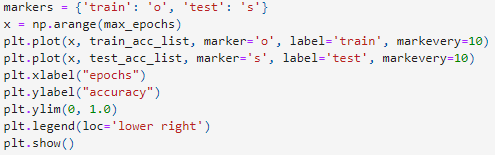 markers = {'train': 'o', 'test': 's'}
x = np.arange(max_epochs)
plt.plot(x, train_acc_list, marker='o', label='train', markevery=10)
plt.plot(x, test_acc_list, marker='s', label='test', markevery=10)
plt.xlabel("epochs")
plt.ylabel("accuracy")
plt.ylim(0, 1.0)
plt.legend(loc='lower right')
plt.show()